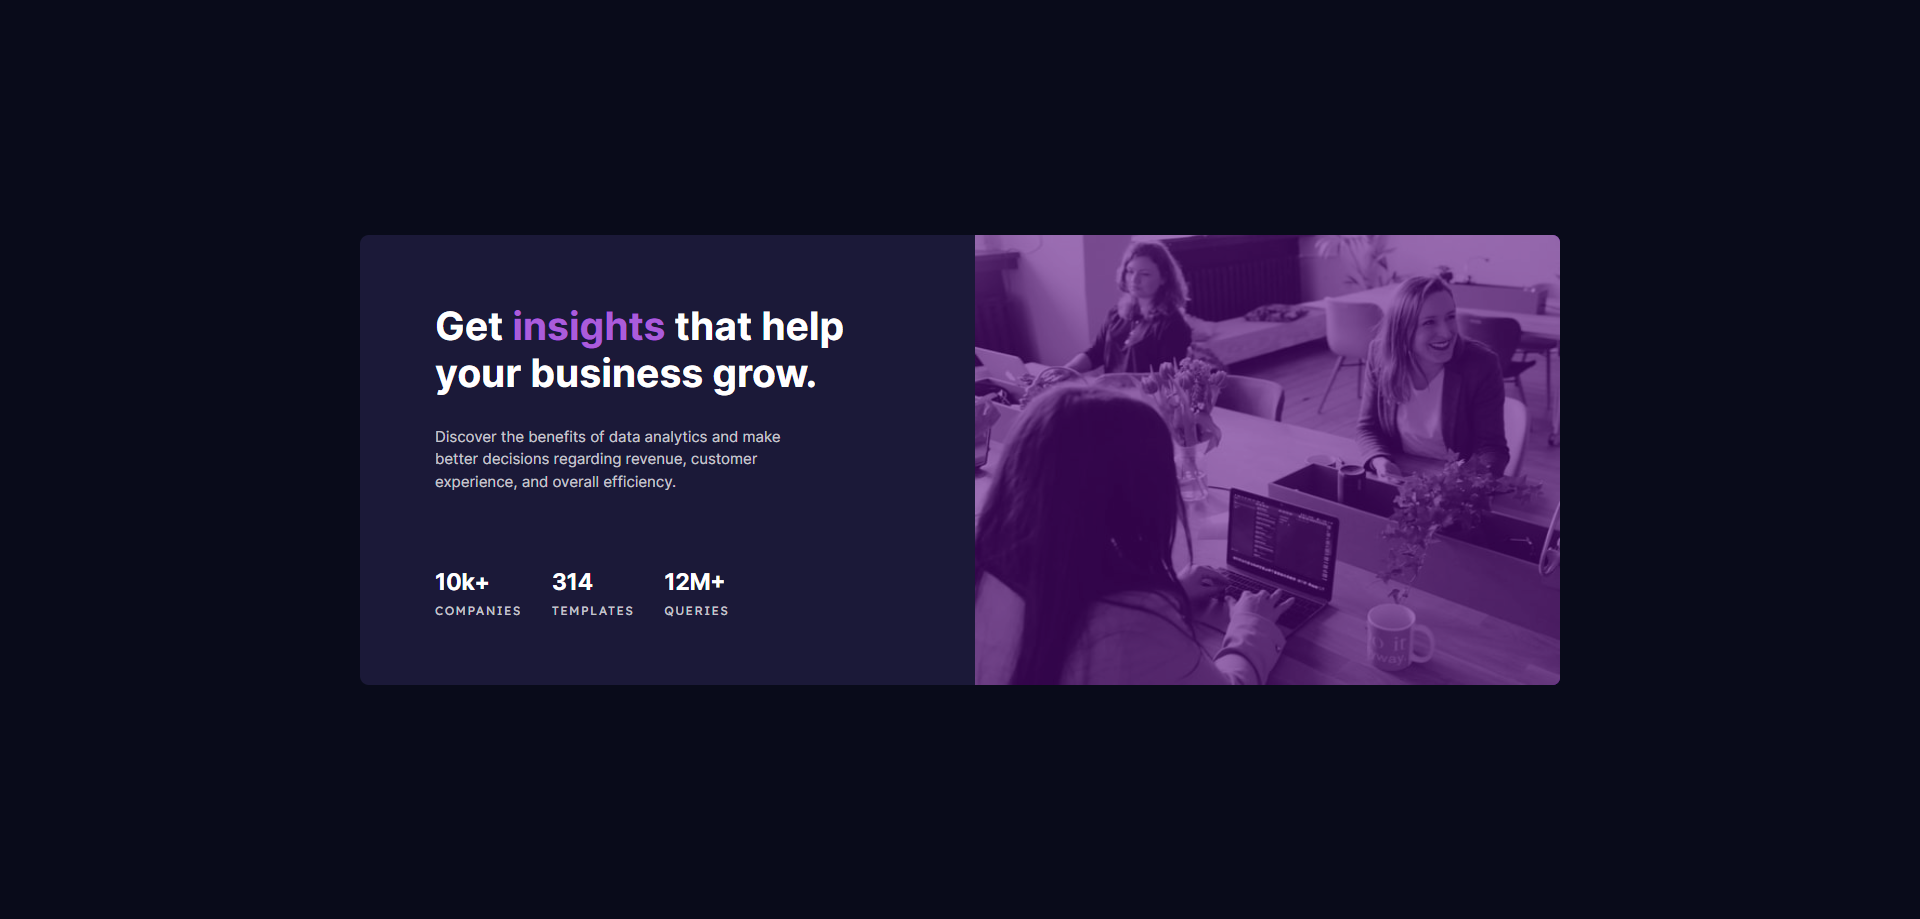 Get insights that help
your business grow.
Discover the benefits of data analytics and make
better decisions regarding revenue, customer
experience, and overall efficiency.
10k+ 314 12M+
COMPANIES TEMPLATES QUERIES